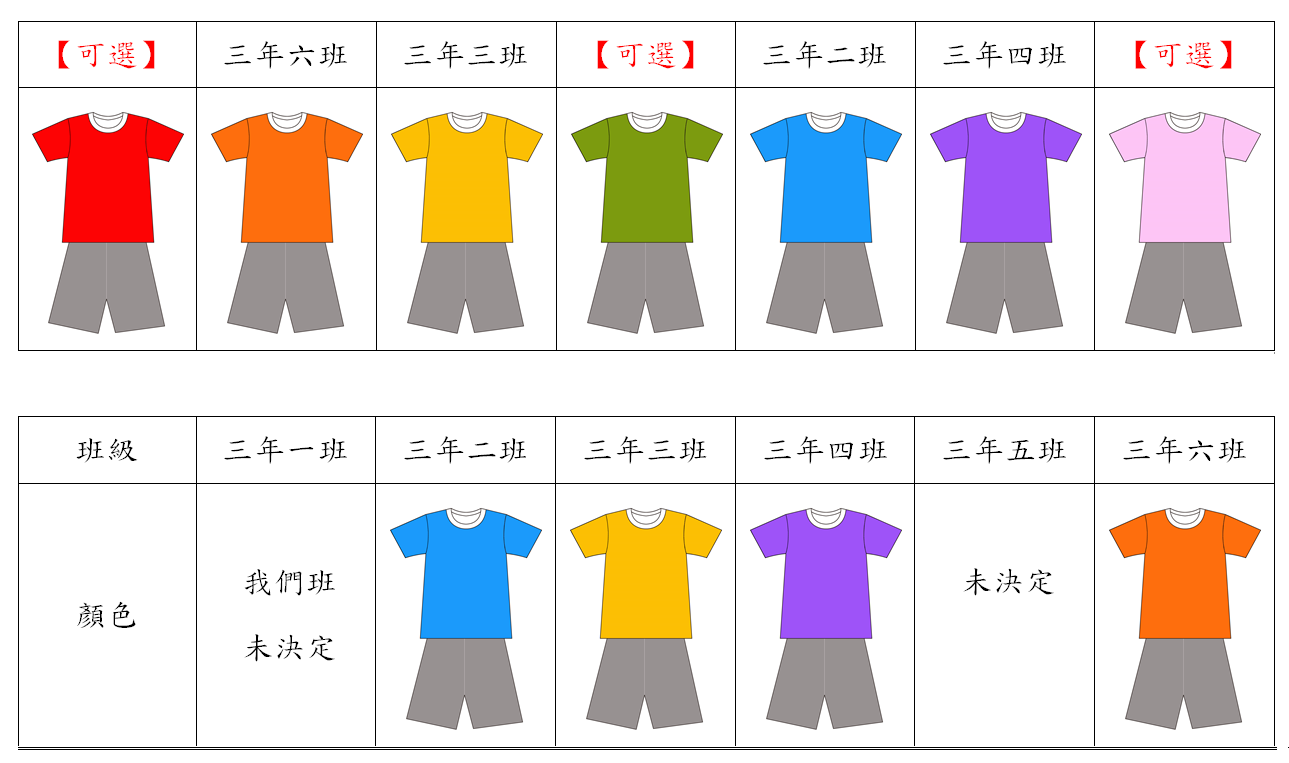 【可選】 三年六班 三年三班 【可選】 三年二班 三年四班 【可選】
班級 三年一班 三年二班 三年三班 三年四班 三年五班 三年六班
顏色
我們班
未決定
未決定